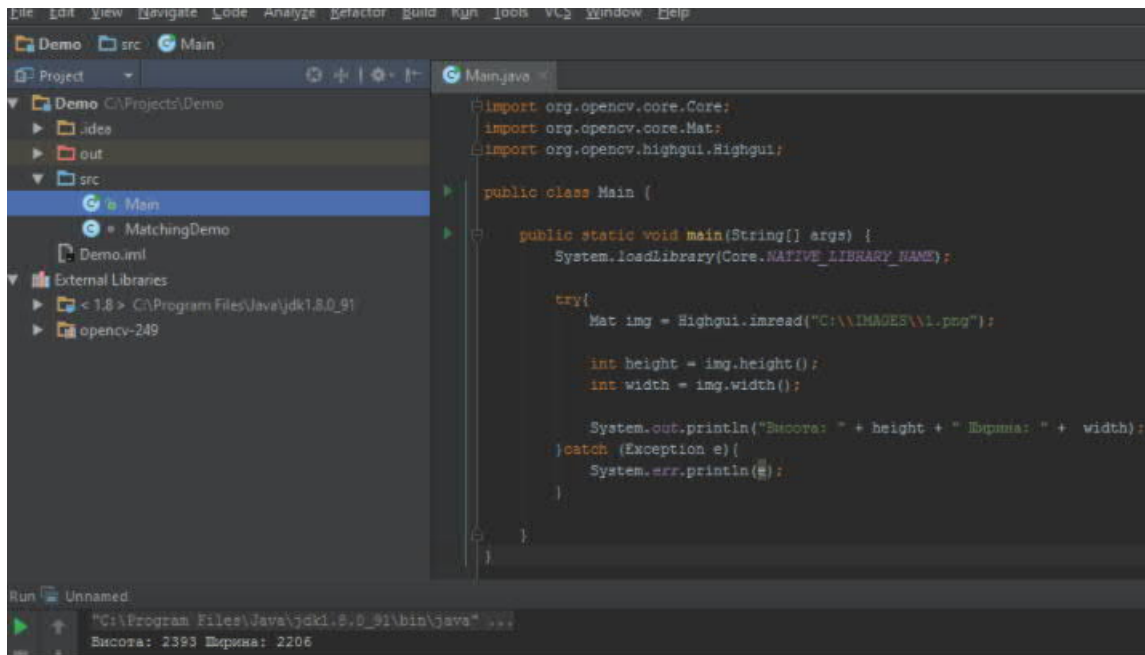 File Edit View Navigate Code Analyze Refactor Build Run Tools VCS Window Help
Demo src Main
Project
Demo C:\Projects\Demo
.idea
out
src
Main
MatchingDemo
Demo.iml
External Libraries
< 1.8 > C:\Program Files\Java\jdk1.8.0_91
opencv-249
Main.java
import org.opencv.core.Core;
import org.opencv.core.Mat;
import org.opencv.highgui.Highgui;
public class Main {
public static void main(String[] args) {
System.loadLibrary(Core.NATIVE_LIBRARY_NAME);
try{
Mat img = Highgui.imread("C:\\IMAGES\\1.png");
int height = img.height();
int width = img.width();
System.out.println("Висота: " + height + " Ширина: " + width);
}catch (Exception e){
System.err.println(e);
}
}
}
Run Unnamed
"C:\Program Files\Java\jdk1.8.0_91\bin\java" ...
Висота: 2393 Ширина: 2206